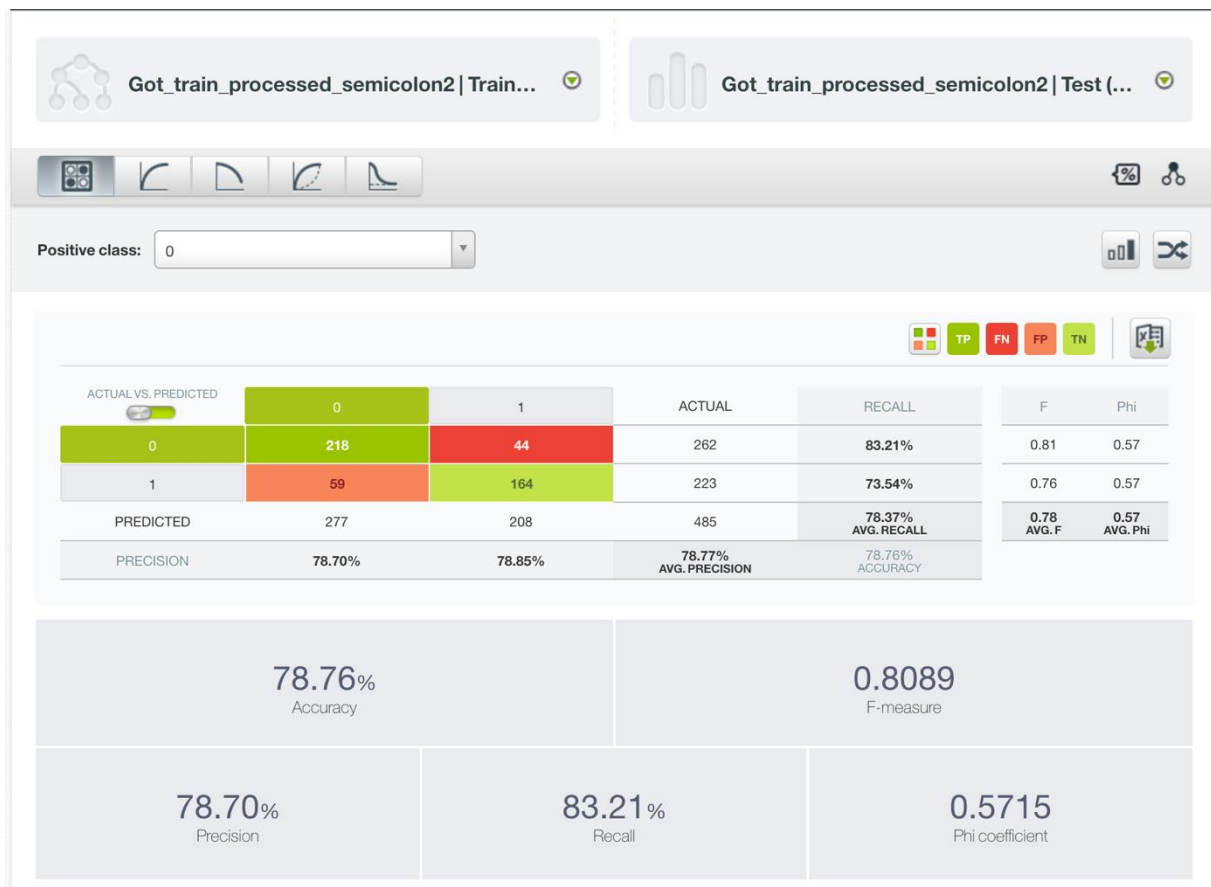 Got_train_processed_semicolon2 | Train...
Got_train_processed_semicolon2 | Test (...
Positive class: 0
TP FN FP TN
ACTUAL VS. PREDICTED 0 1 ACTUAL RECALL F Phi
0 218 44 262 83.21% 0.81 0.57
1 59 164 223 73.54% 0.76 0.57
PREDICTED 277 208 485 78.37% 0.78 0.57
AVG. RECALL AVG. F AVG. Phi
PRECISION 78.70% 78.85% 78.77% 78.76%
AVG. PRECISION ACCURACY
78.76% 0.8089
Accuracy F-measure
78.70% 83.21% 0.5715
Precision Recall Phi coefficient